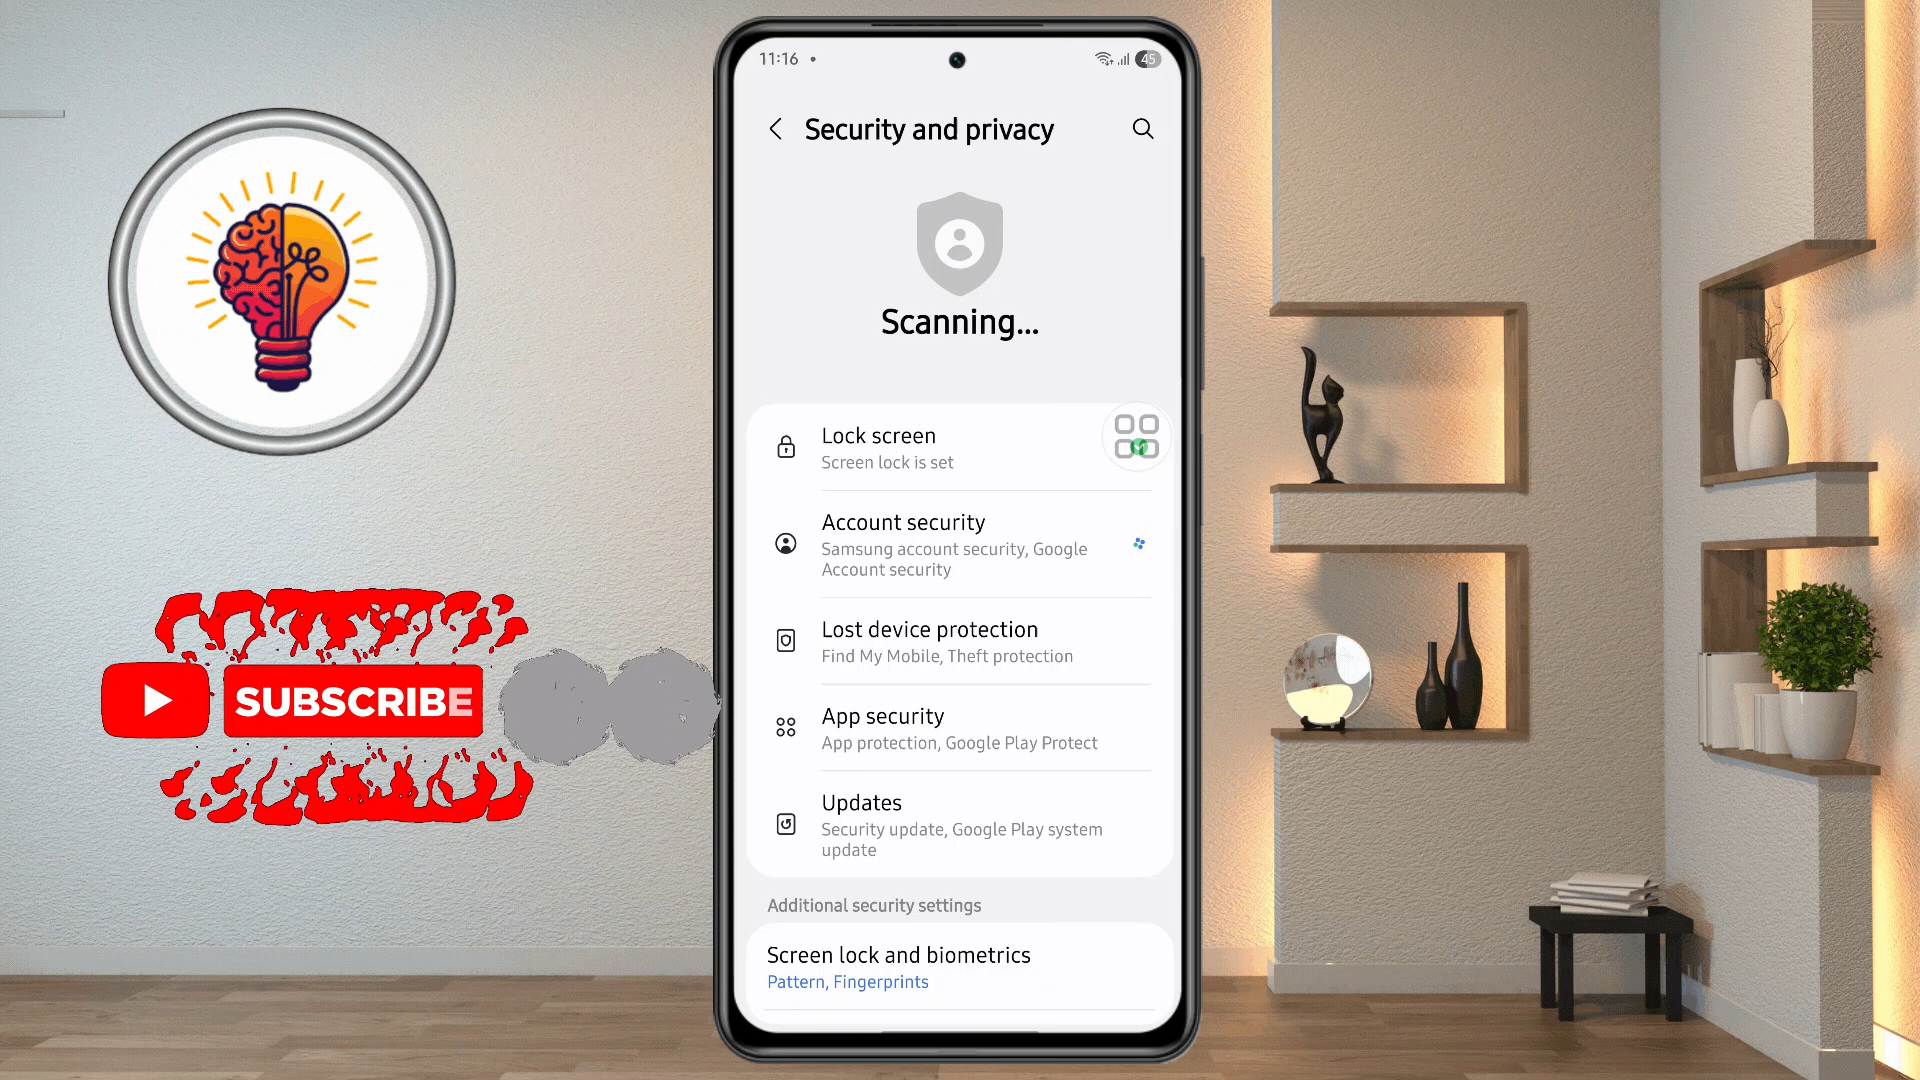 11:16
45
Security and privacy
Scanning...
Lock screen
Screen lock is set
Account security
Samsung account security, Google
Account security
Lost device protection
Find My Mobile, Theft protection
App security
App protection, Google Play Protect
Updates
Security update, Google Play system
update
Additional security settings
Screen lock and biometrics
Pattern, Fingerprints
SUBSCRIBE